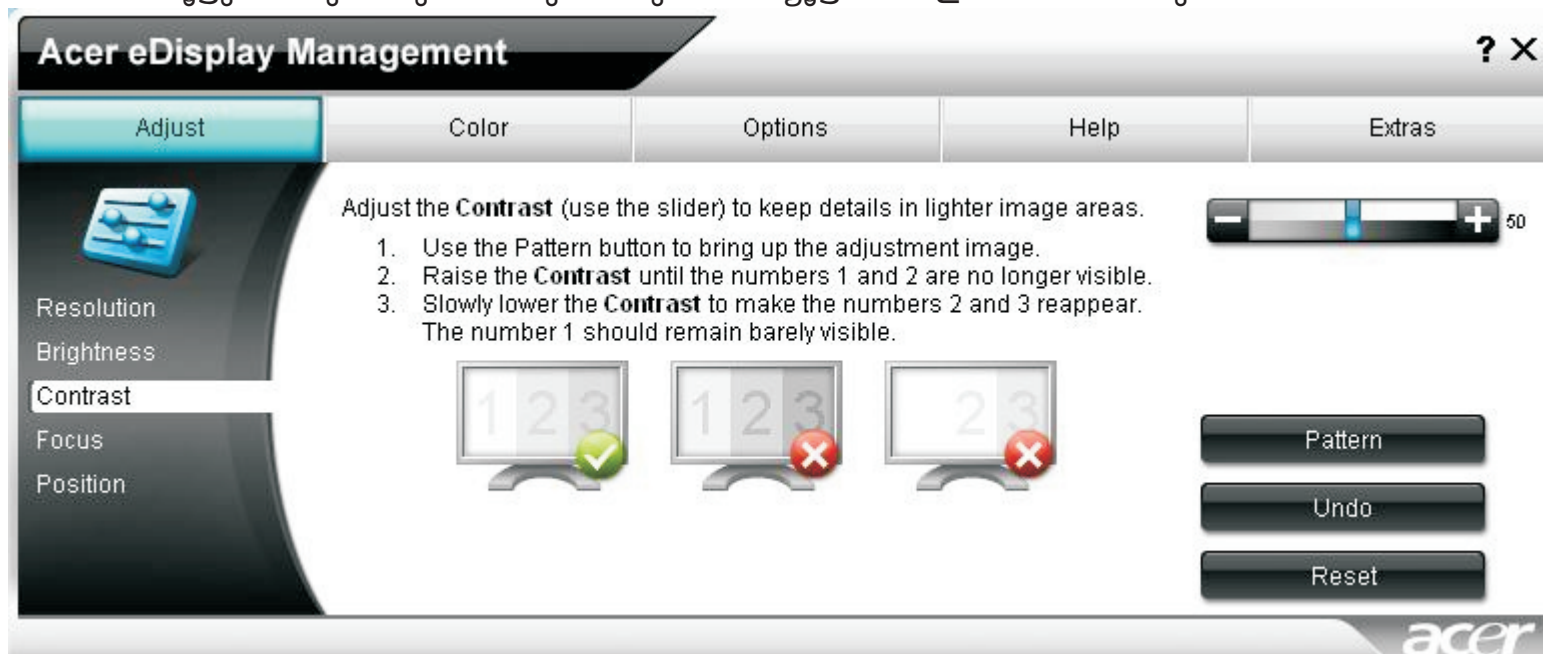 Acer eDisplay Management
? X
Adjust Color Options Help Extras
Adjust the Contrast (use the slider) to keep details in lighter image areas.
1. Use the Pattern button to bring up the adjustment image.
2. Raise the Contrast until the numbers 1 and 2 are no longer visible.
3. Slowly lower the Contrast to make the numbers 2 and 3 reappear.
The number 1 should remain barely visible.
50
Resolution
Brightness
Contrast
Focus
Position
1 2 3
1 2 3
2 3
Pattern
Undo
Reset
acer